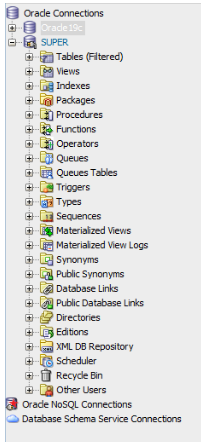 Oracle Connections
Oracle19c
SUPER
Tables (Filtered)
Views
Indexes
Packages
Procedures
Functions
Operators
Queues
Queues Tables
Triggers
Types
Sequences
Materialized Views
Materialized View Logs
Synonyms
Public Synonyms
Database Links
Public Database Links
Directories
Editions
XML DB Repository
Scheduler
Recycle Bin
Other Users
Oracle NoSQL Connections
Database Schema Service Connections